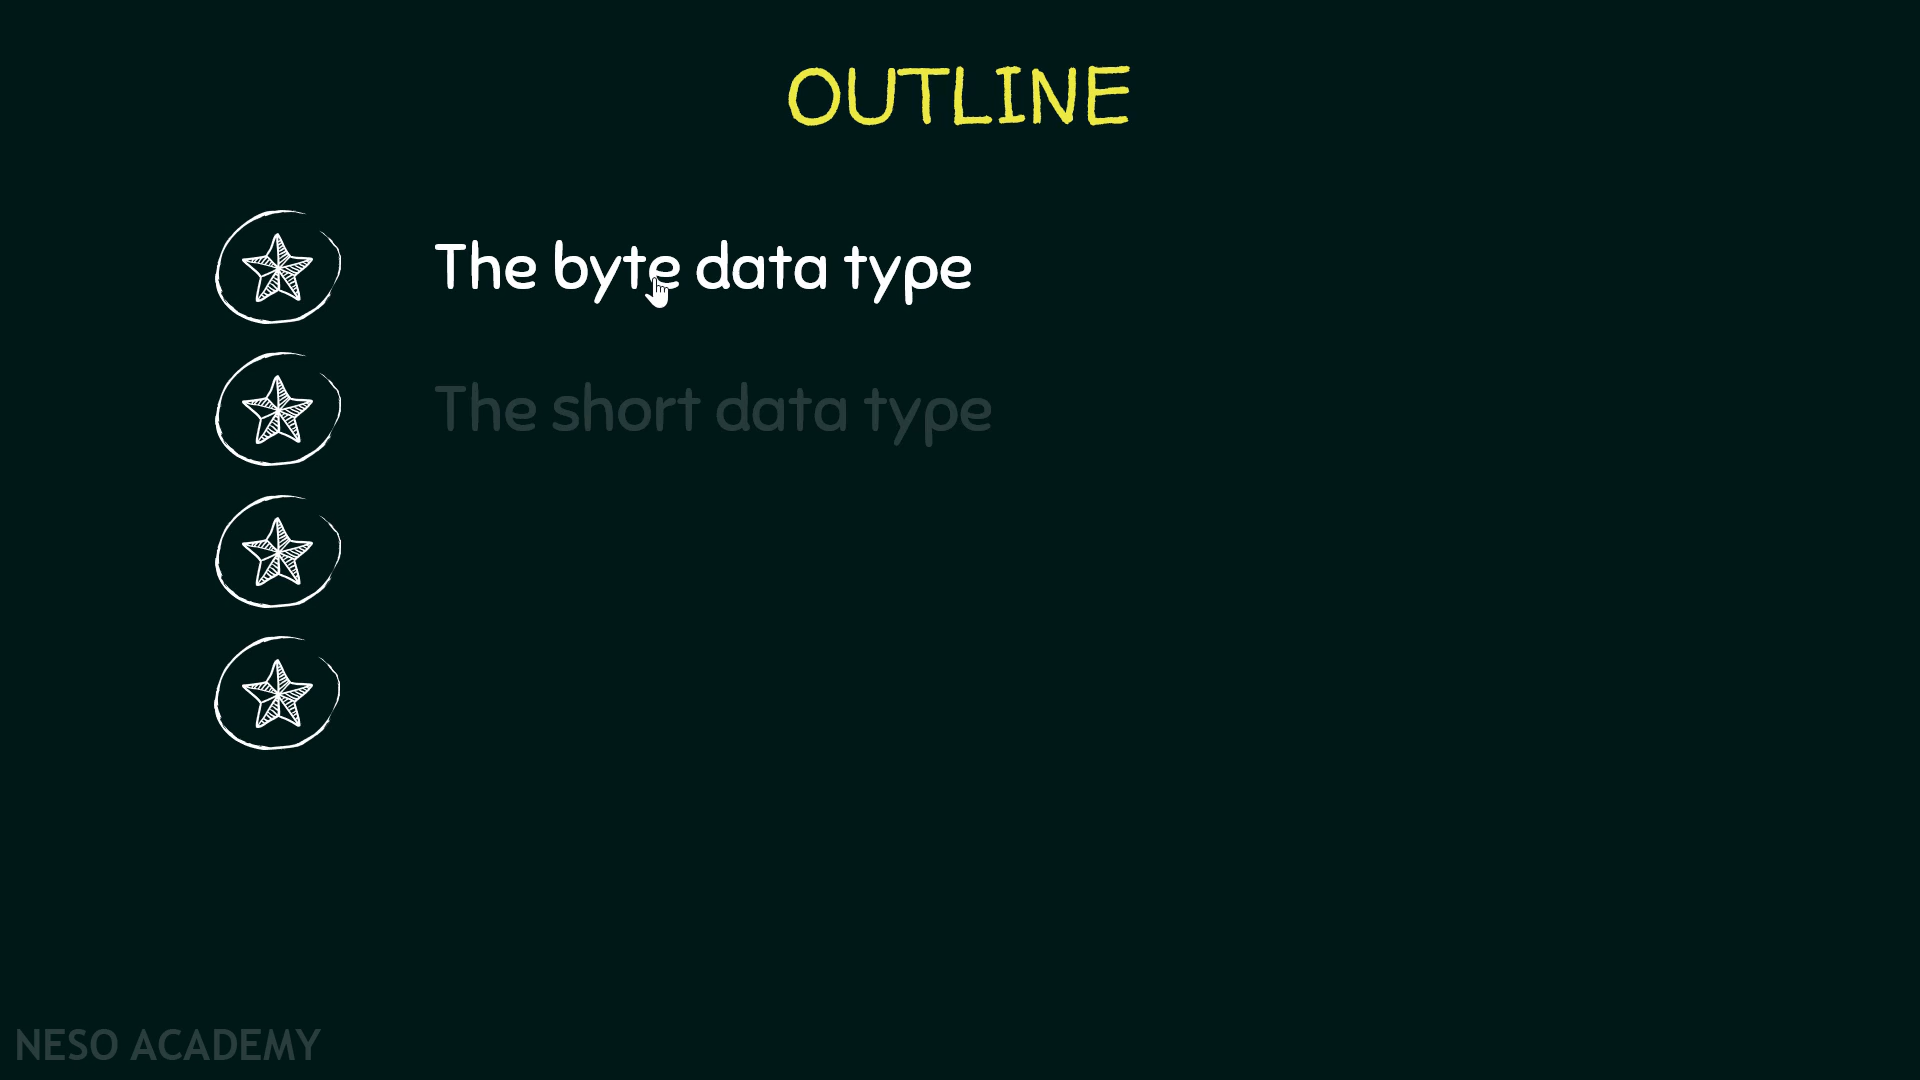 OUTLINE
The byte data type
The short data type
NESO ACADEMY